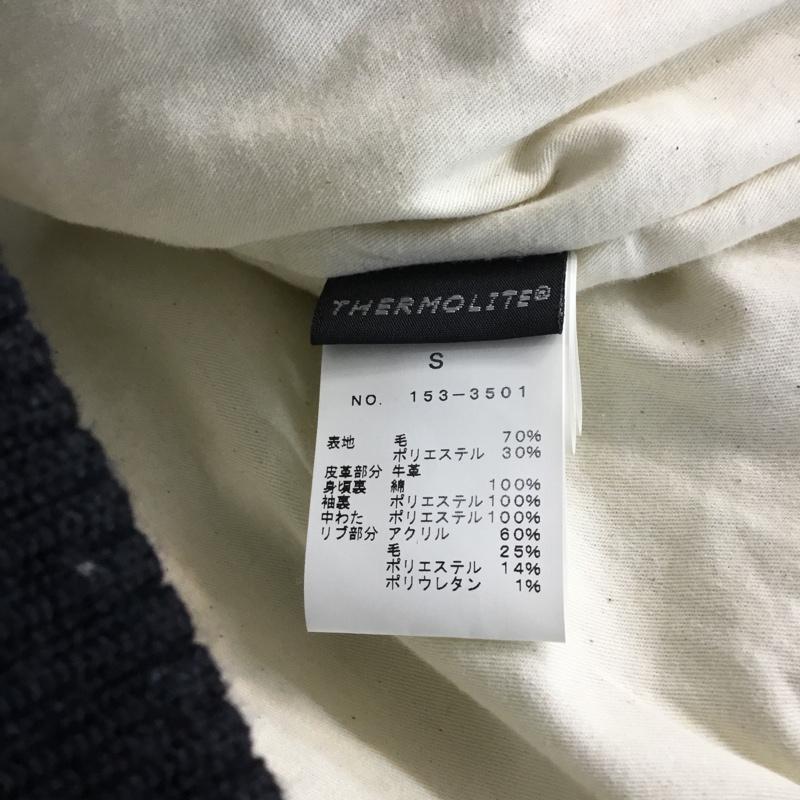 THERMOLITE®
S
NO. 153-3501
表地 毛 70%
ポリエステル 30%
皮革部分 牛革
身頃裏 綿 100%
袖裏 ポリエステル 100%
中わた ポリエステル 100%
リブ部分 アクリル 60%
毛 25%
ポリエステル 14%
ポリウレタン 1%